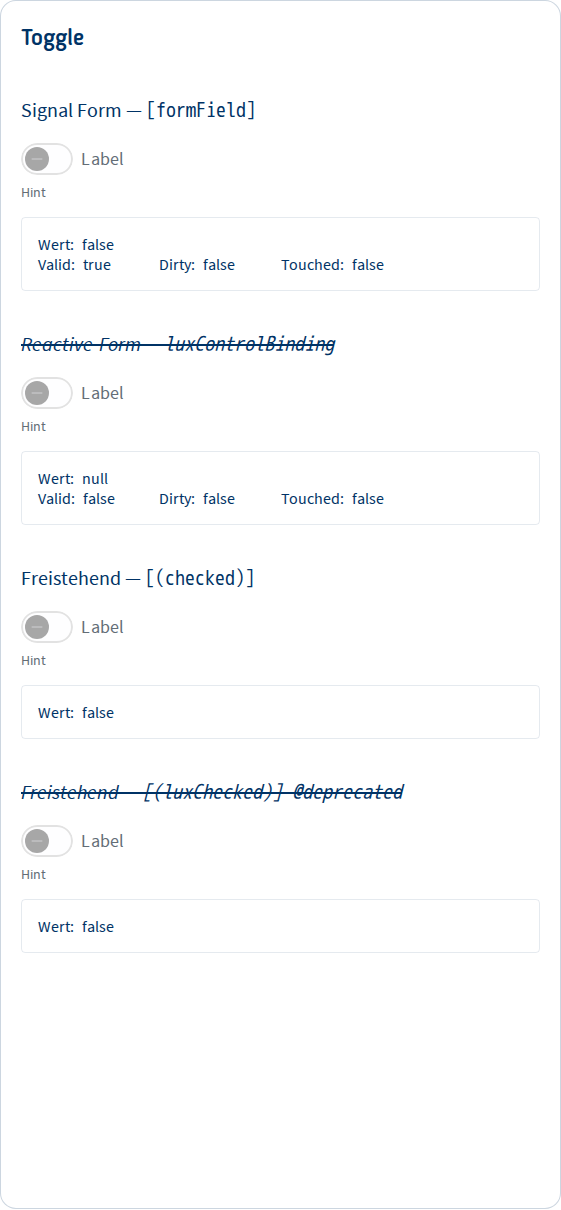 Toggle
Signal Form — [formField]
Label
Hint
Wert: false
Valid: true Dirty: false Touched: false
Reactive Form — luxControlBinding
Label
Hint
Wert: null
Valid: false Dirty: false Touched: false
Freistehend — [(checked)]
Label
Hint
Wert: false
Freistehend — [(luxChecked)] @deprecated
Label
Hint
Wert: false